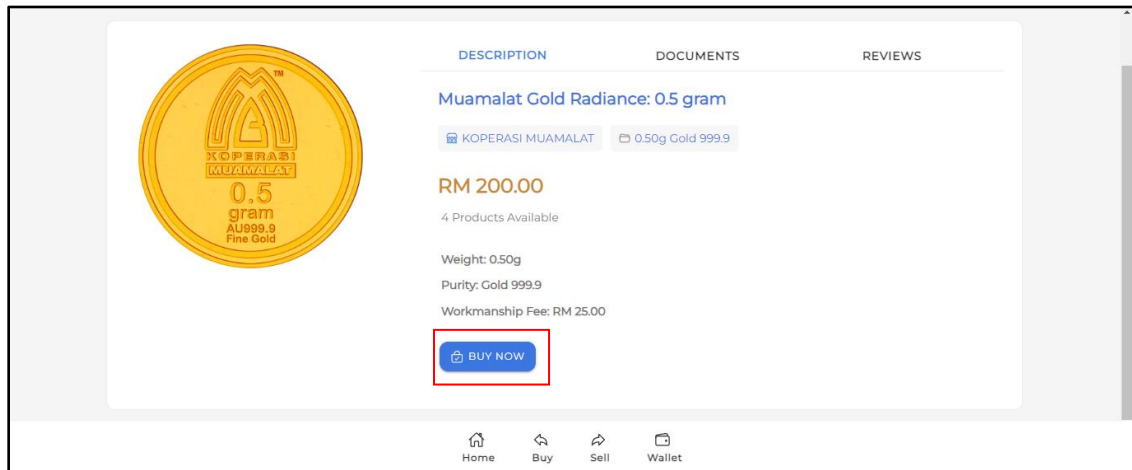 TM
KOPERASI
MUAMALAT
0.5
gram
AU999.9
Fine Gold
DESCRIPTION DOCUMENTS REVIEWS
Muamalat Gold Radiance: 0.5 gram
KOPERASI MUAMALAT 0.50g Gold 999.9
RM 200.00
4 Products Available
Weight: 0.50g
Purity: Gold 999.9
Workmanship Fee: RM 25.00
BUY NOW
Home Buy Sell Wallet